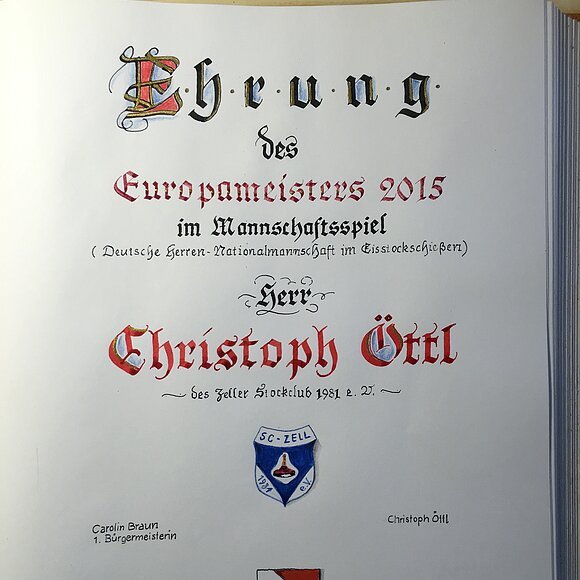 E·h·r·u·n·g·
des
Europameisters 2015
im Mannschaftsspiel
( Deutsche Herren-Nationalmannschaft im Eisstockschießen)
Herr
Christoph Öttl
~ des Zeller Stockclub 1981 e. V. ~
SC-ZELL
1981 e.V.
Carolin Braun
1. Bürgermeisterin
Christoph Öttl